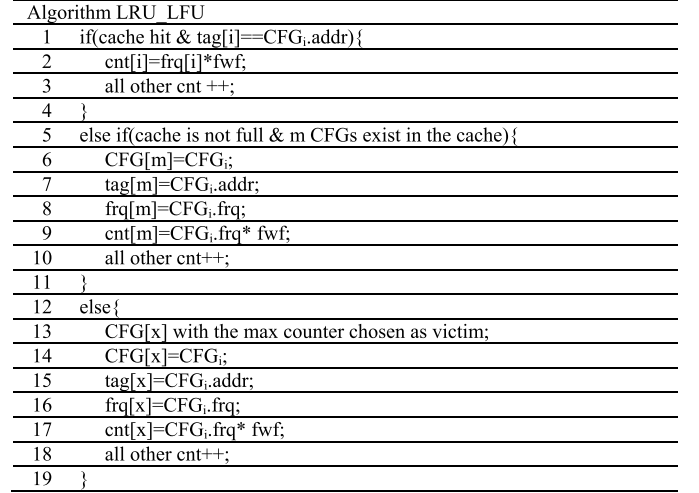 Algorithm LRU_LFU
1 if(cache hit & tag[i]==CFGi.addr){
2 cnt[i]=frq[i]*fwf;
3 all other cnt ++;
4 }
5 else if(cache is not full & m CFGs exist in the cache){
6 CFG[m]=CFGi;
7 tag[m]=CFGi.addr;
8 frq[m]=CFGi.frq;
9 cnt[m]=CFGi.frq* fwf;
10 all other cnt++;
11 }
12 else{
13 CFG[x] with the max counter chosen as victim;
14 CFG[x]=CFGi;
15 tag[x]=CFGi.addr;
16 frq[x]=CFGi.frq;
17 cnt[x]=CFGi.frq* fwf;
18 all other cnt++;
19 }